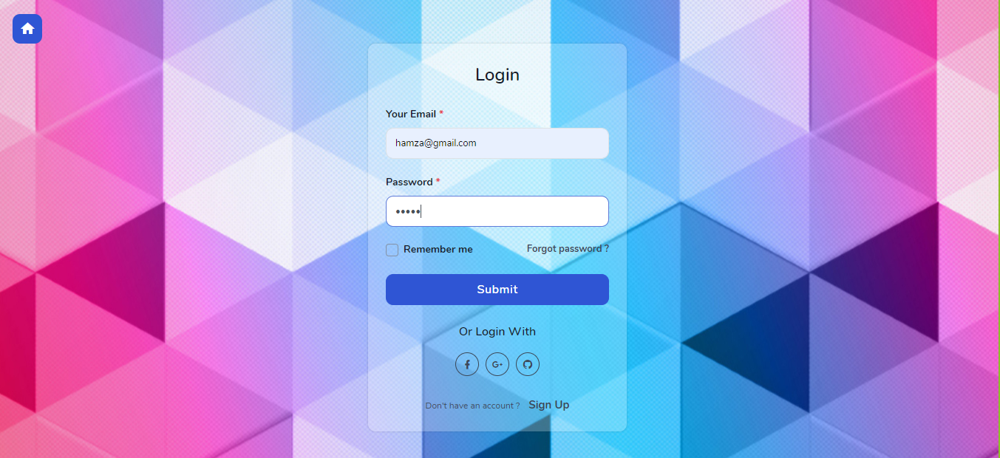 Login
Your Email *
hamza@gmail.com
Password *
•••••
Remember me Forgot password ?
Submit
Or Login With
G+
Don't have an account ? Sign Up